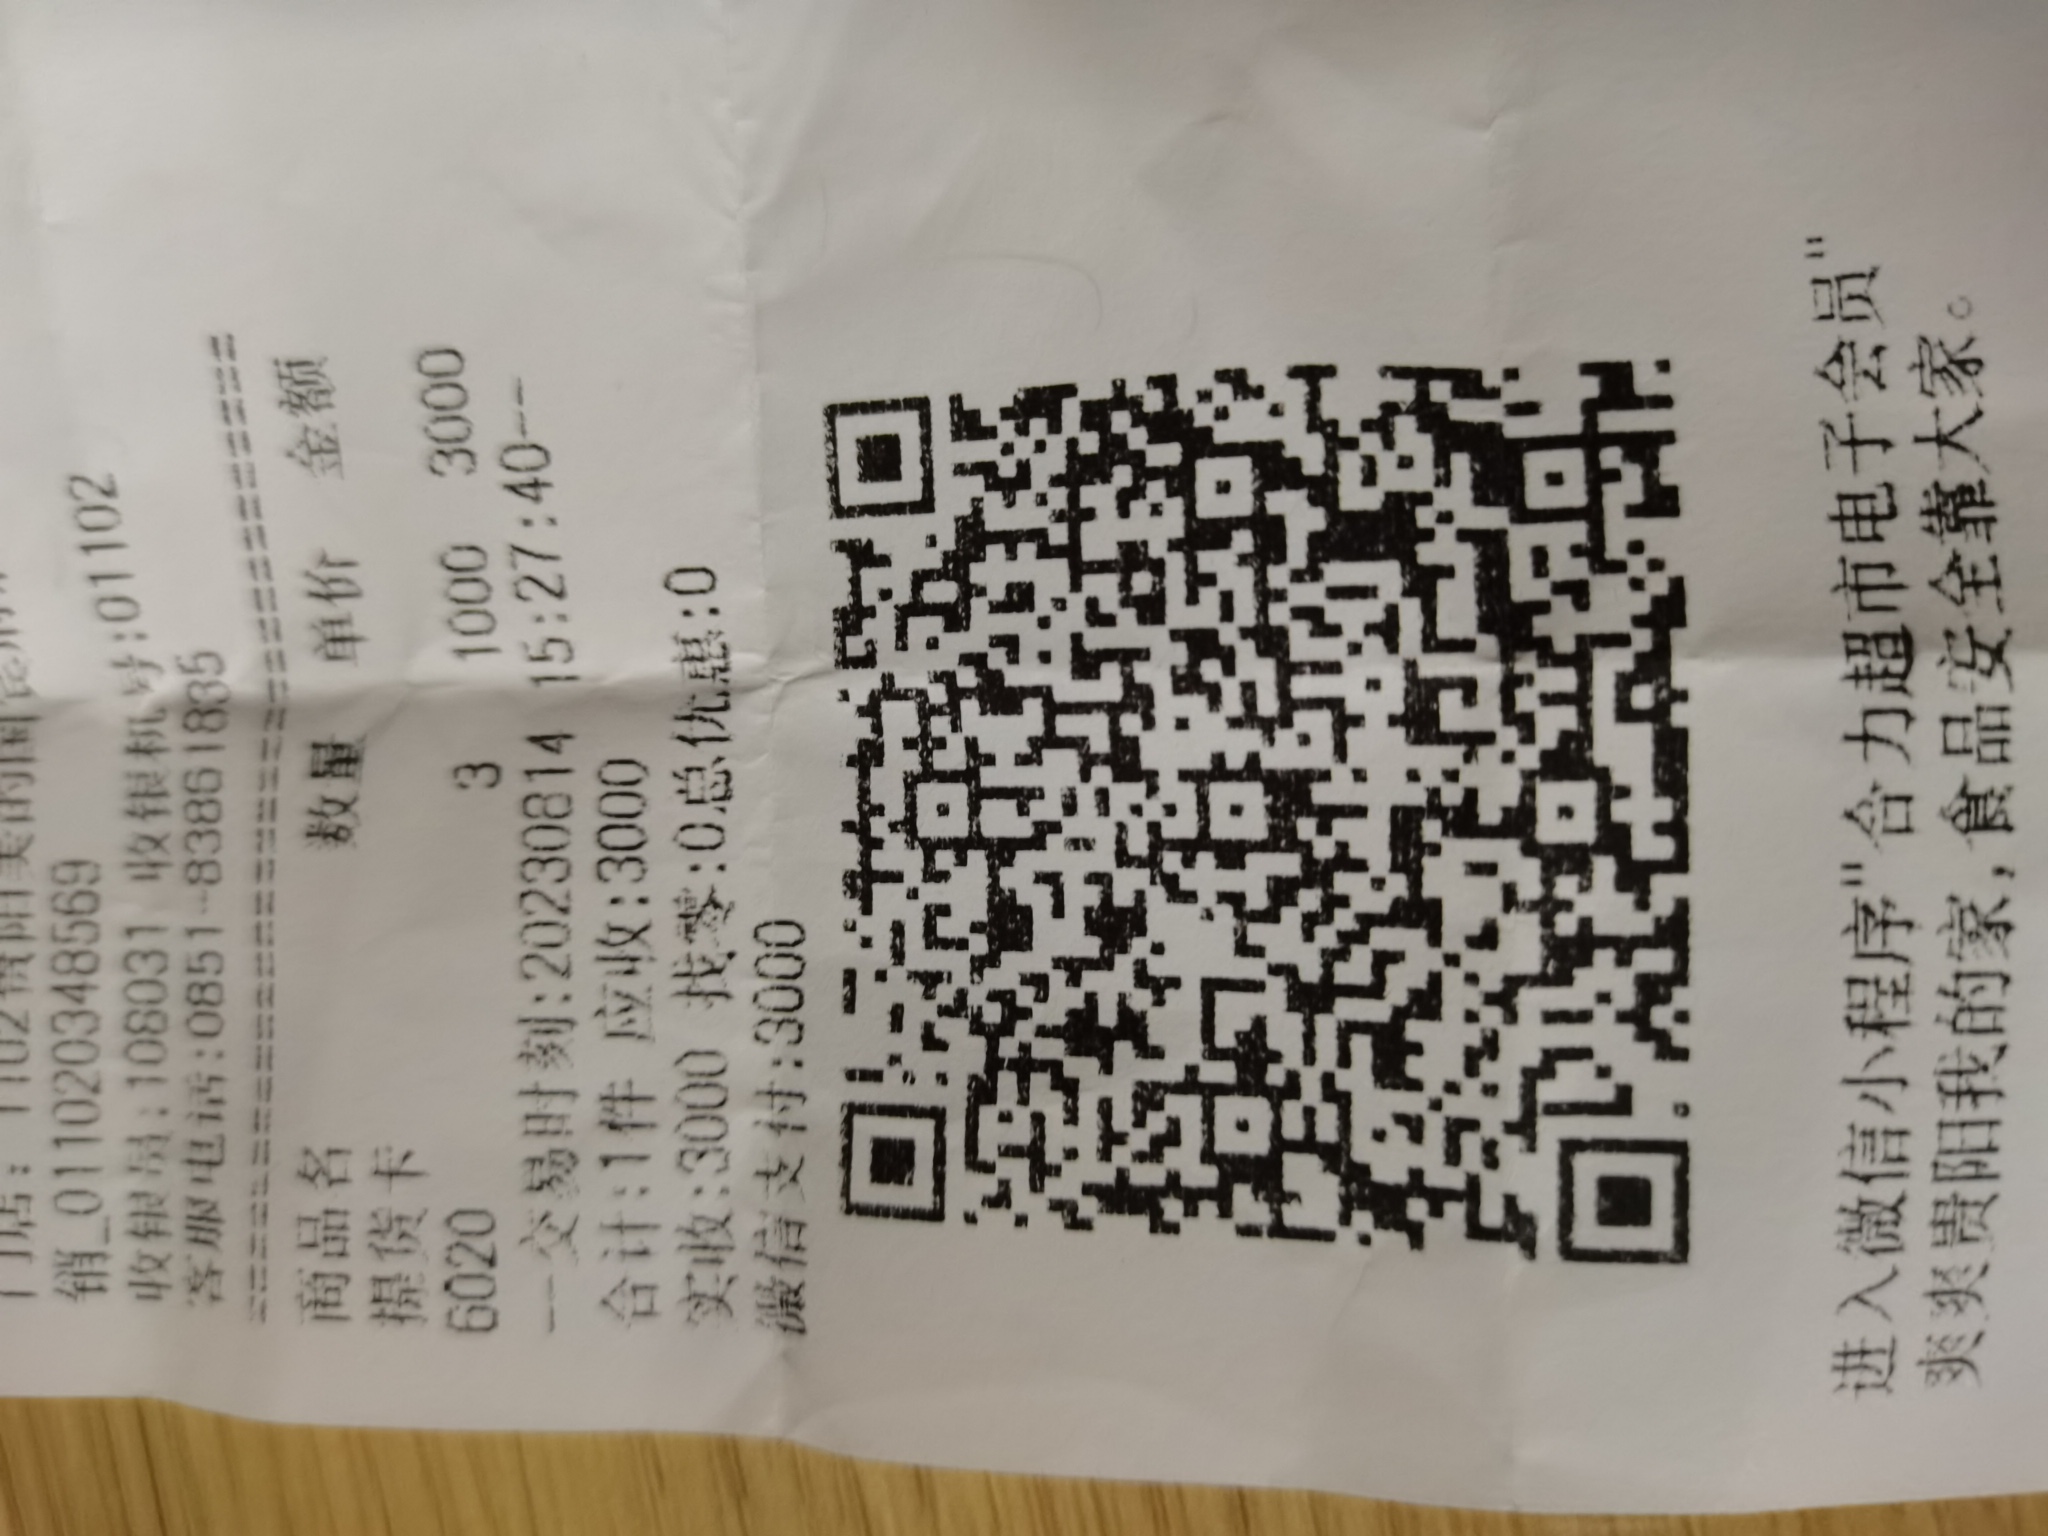 销_011020348569
收银员:108031 收银机号:011102
客服电话:0851-83861835
================================
商品名 数量 单价 金额
提货卡
6020 3 1000 3000
--交易时刻:20230814 15:27:40--
合计:1件 应收:3000
实收:3000 找零:0总优惠:0
微信支付:3000
进入微信小程序"合力超市电子会员"
爽爽贵阳我的家,食品安全靠大家。